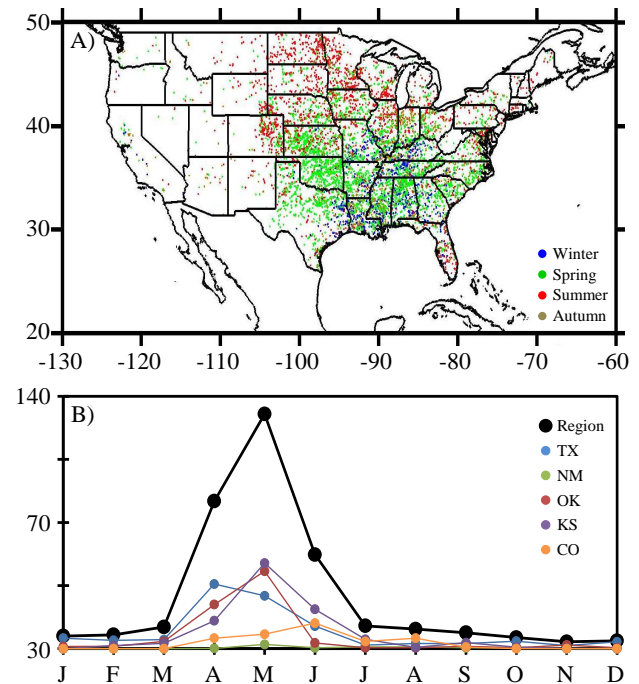 50
A)
40
30
Winter
Spring
Summer
Autumn
20
-130 -120 -110 -100 -90 -80 -70 -60
140
B)
Region
TX
NM
70
OK
KS
CO
30
J F M A M J J A S O N D